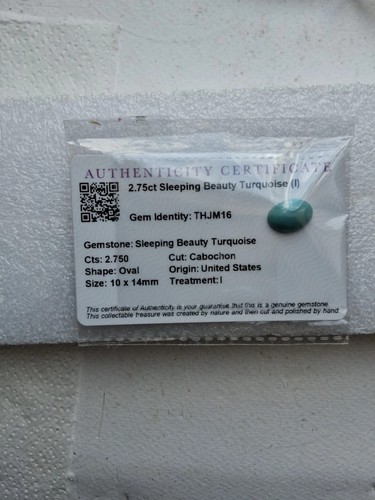 AUTHENTICITY CERTIFICATE
2.75ct Sleeping Beauty Turquoise (I)
Gem Identity: THJM16
Gemstone: Sleeping Beauty Turquoise
Cts: 2.750 Cut: Cabochon
Shape: Oval Origin: United States
Size: 10 x 14mm Treatment: I
This certificate of Authenticity is your guarantee that this is a genuine gemstone.
This collectable treasure was created by nature and then cut and polished by hand.